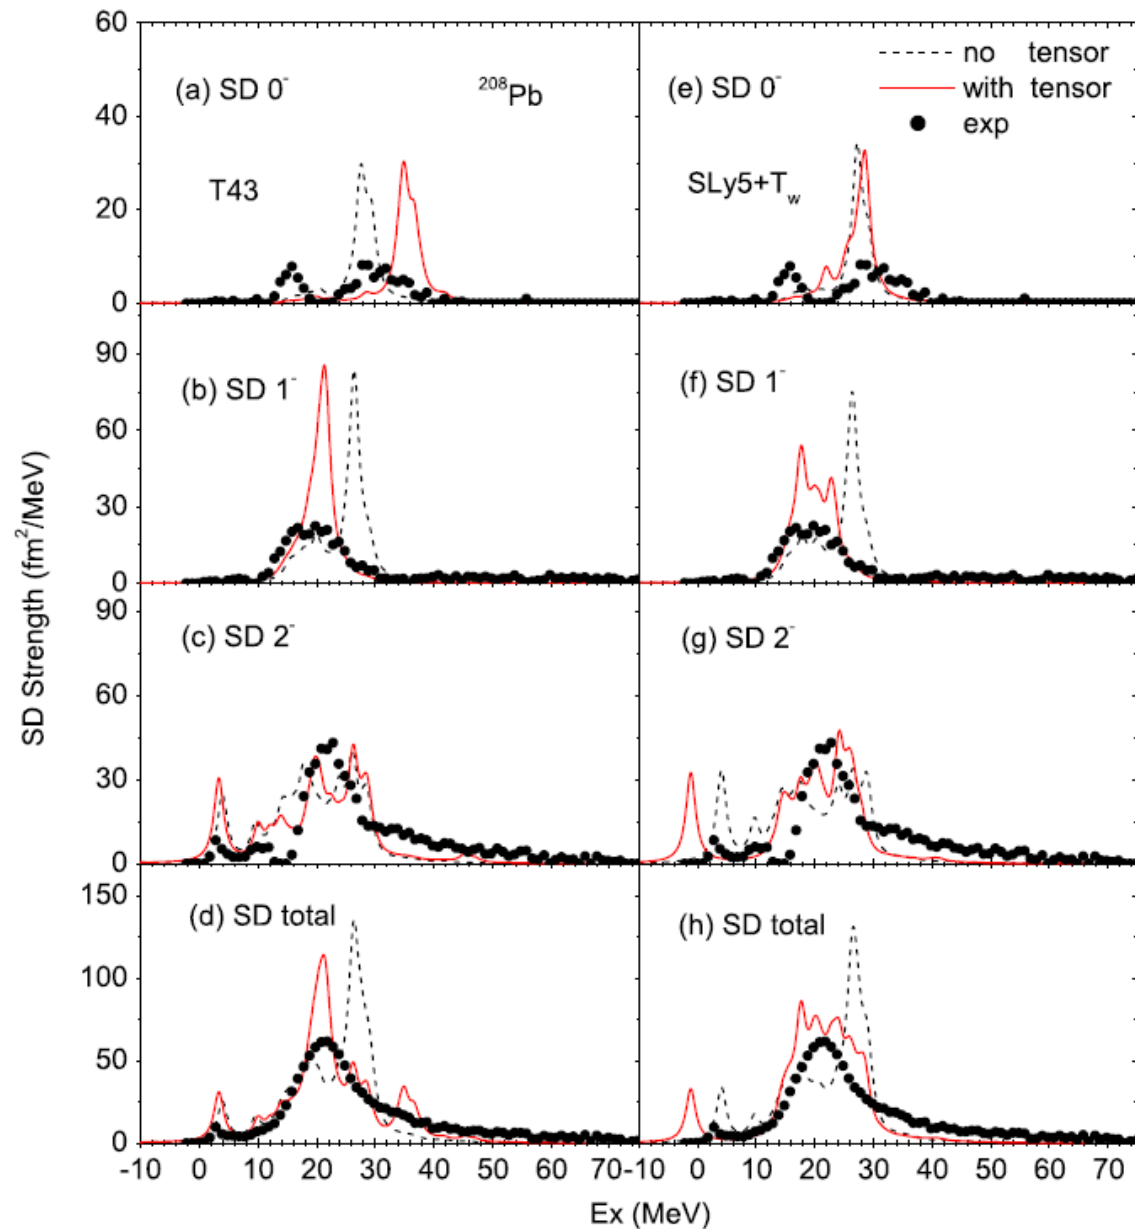 60
40
20
0
(a) SD 0⁻
²⁰⁸Pb
T43
(e) SD 0⁻
no tensor
with tensor
exp
SLy5+T_w
90
60
30
0
(b) SD 1⁻
(f) SD 1⁻
90
60
30
0
(c) SD 2⁻
(g) SD 2⁻
150
100
50
0
(d) SD total
(h) SD total
SD Strength (fm²/MeV)
-10 0 10 20 30 40 50 60 70 -10 0 10 20 30 40 50 60 70
Ex (MeV)